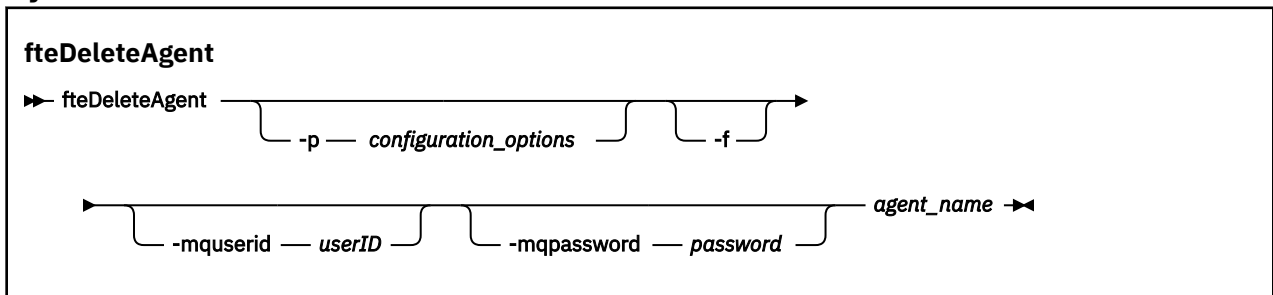 fteDeleteAgent
fteDeleteAgent
-p configuration_options -f
agent_name
-mquserid userID -mqpassword password